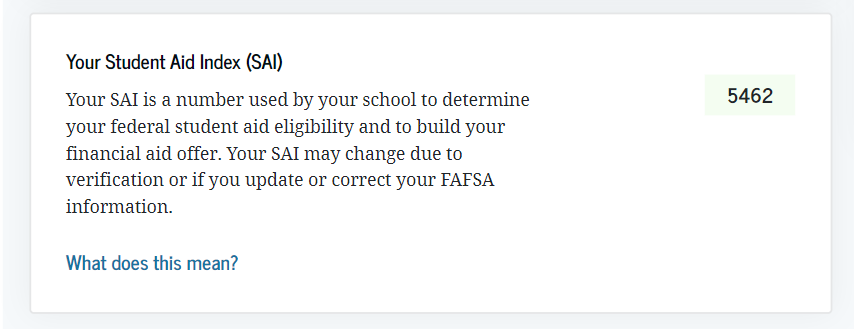 Your Student Aid Index (SAI)
Your SAI is a number used by your school to determine
your federal student aid eligibility and to build your
financial aid offer. Your SAI may change due to
verification or if you update or correct your FAFSA
information.
5462
What does this mean?